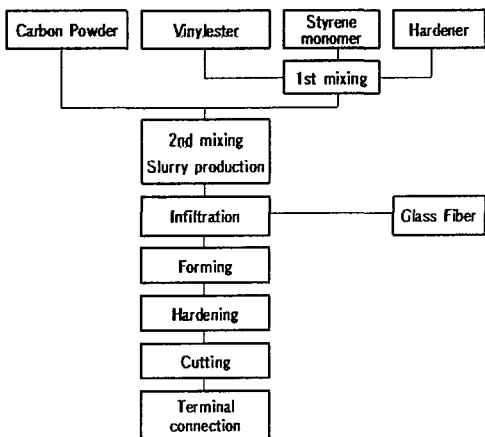 Carbon Powder
Vinylester
Styrene
monomer
Hardener
1st mixing
2nd mixing
Slurry production
Infiltration
Glass Fiber
Forming
Hardening
Cutting
Terminal
connection